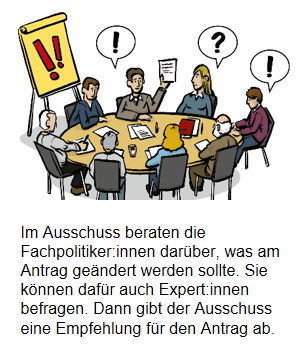 !!
!
?
!
Im Ausschuss beraten die
Fachpolitiker:innen darüber, was am
Antrag geändert werden sollte. Sie
können dafür auch Expert:innen
befragen. Dann gibt der Ausschuss
eine Empfehlung für den Antrag ab.